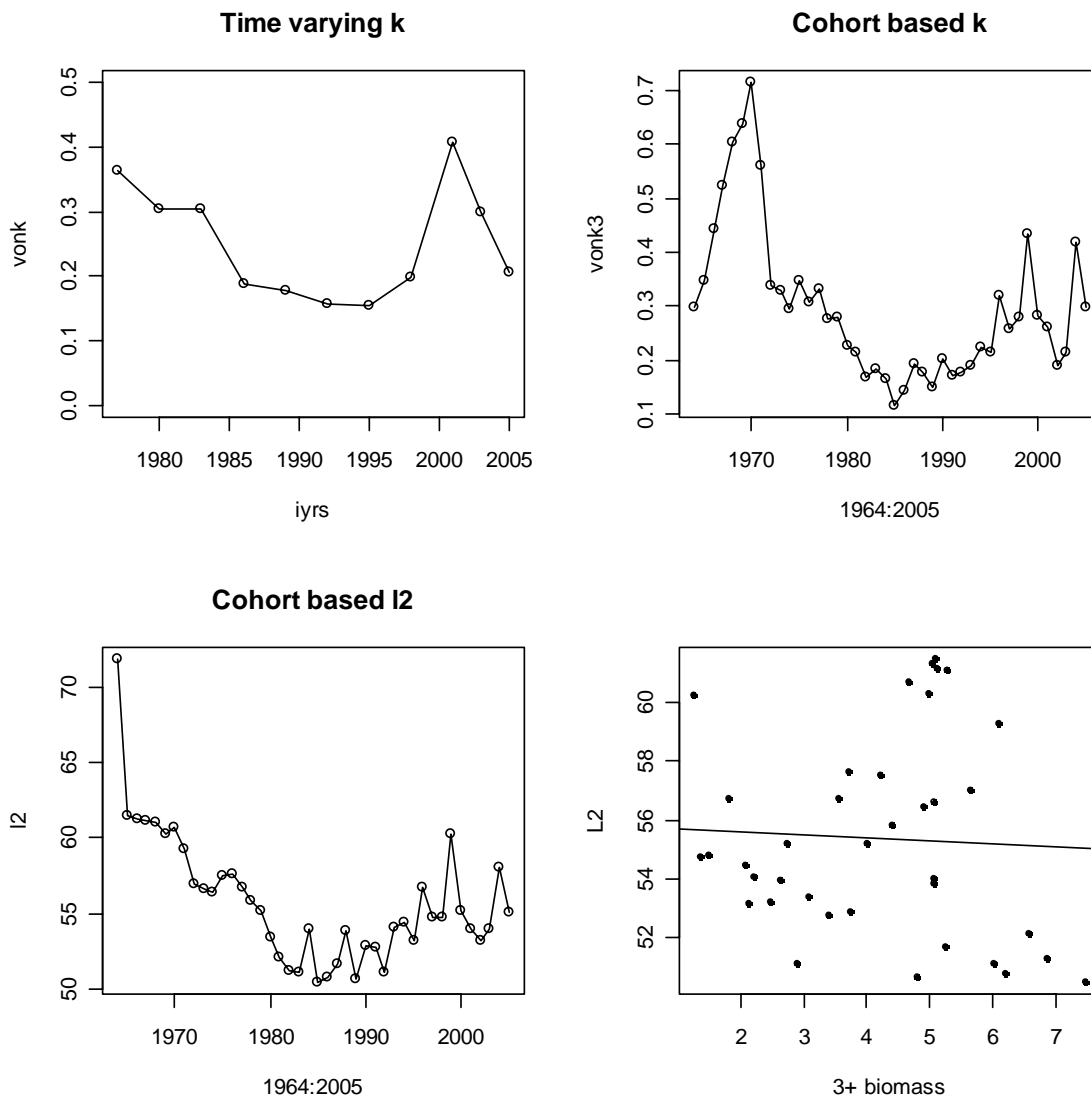 Time varying k
0.5
0.4
0.3
0.2
0.1
0.0
vonk
1980 1985 1990 1995 2000 2005
iyrs
Cohort based k
0.7
0.6
0.5
0.4
0.3
0.2
0.1
vonk3
1970 1980 1990 2000
1964:2005
Cohort based l2
70
65
60
55
50
l2
1970 1980 1990 2000
1964:2005
60
58
56
54
52
L2
2 3 4 5 6 7
3+ biomass